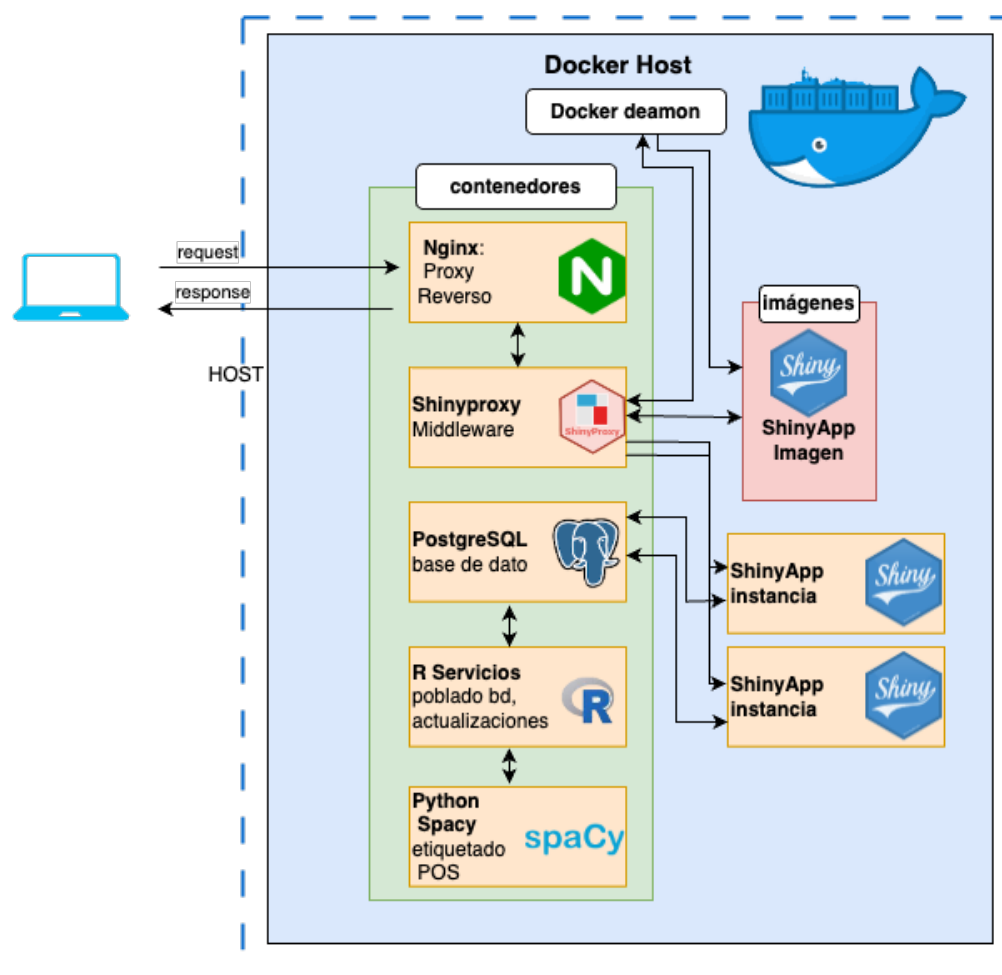 Docker Host
Docker deamon
contenedores
Nginx:
Proxy
Reverso
N
request
response
HOST
imágenes
Shiny
ShinyApp
Imagen
Shinyproxy
Middleware
ShinyProxy
PostgreSQL
base de dato
ShinyApp
instancia
Shiny
R Servicios
poblado bd,
actualizaciones
R
ShinyApp
instancia
Shiny
Python
Spacy
etiquetado
POS
spaCy